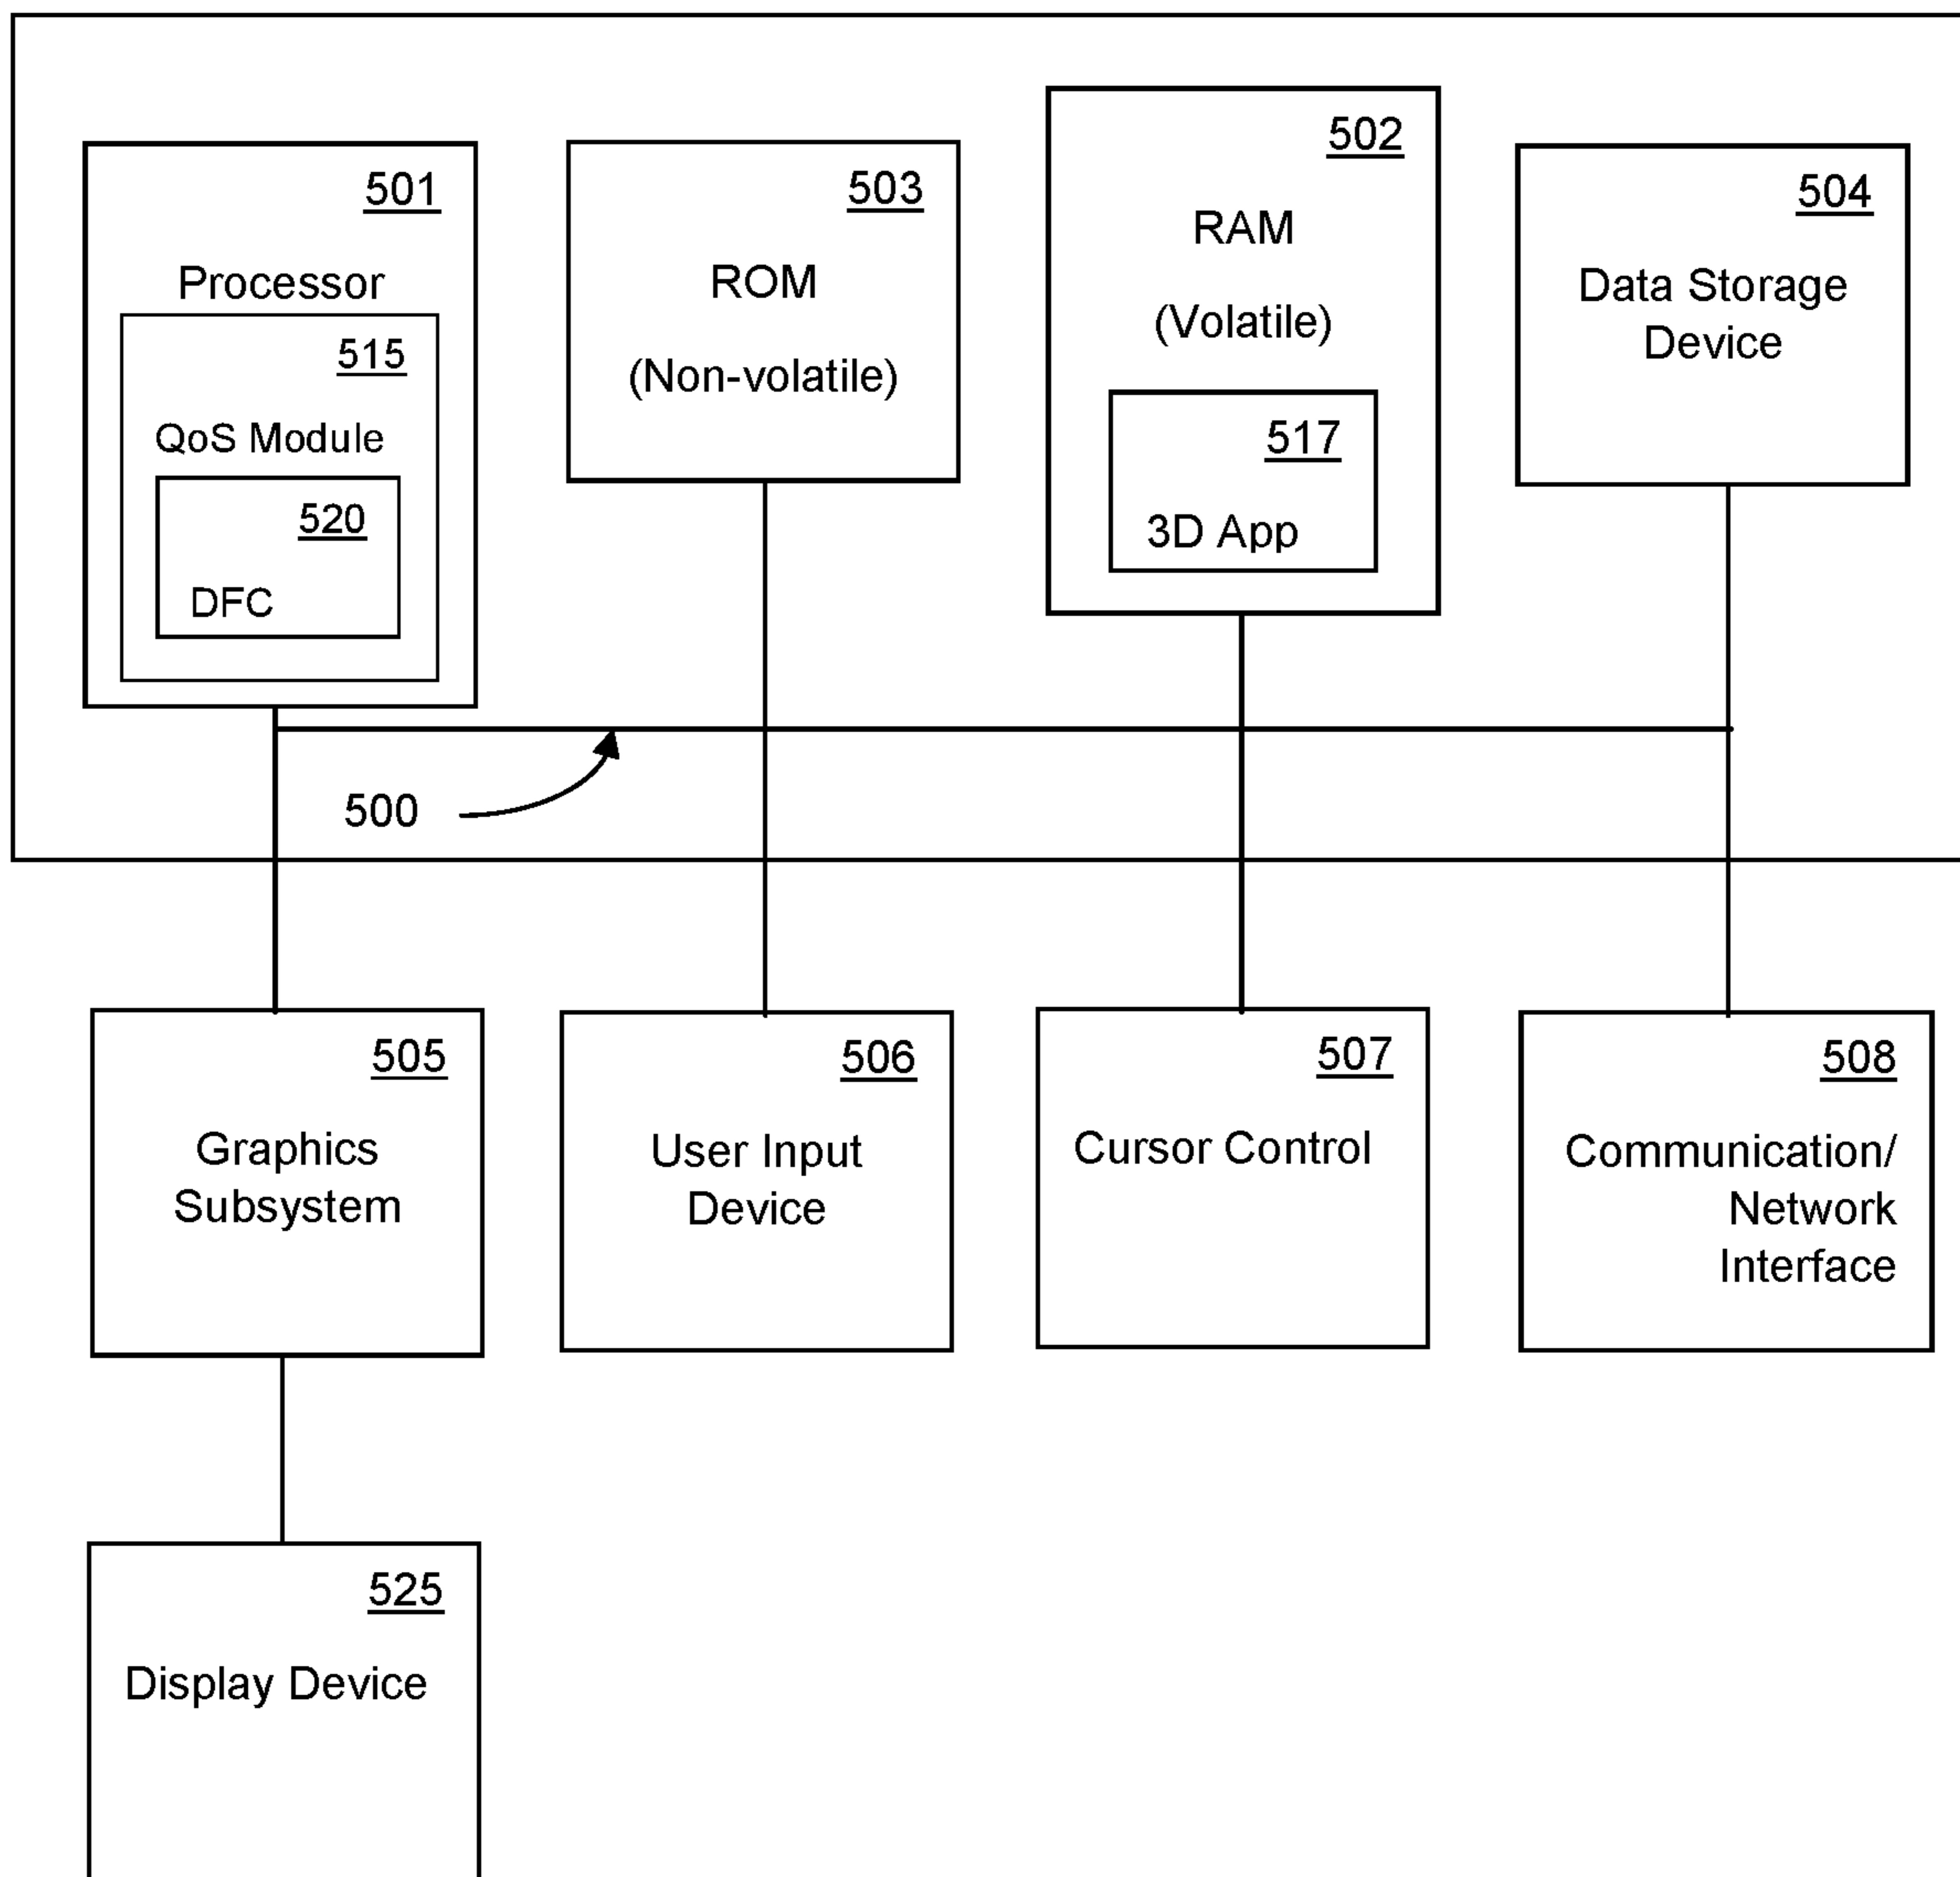 501
Processor
515
QoS Module
520
DFC
503
ROM
(Non-volatile)
502
RAM
(Volatile)
517
3D App
504
Data Storage
Device
500
505
Graphics
Subsystem
506
User Input
Device
507
Cursor Control
508
Communication/
Network
Interface
525
Display Device